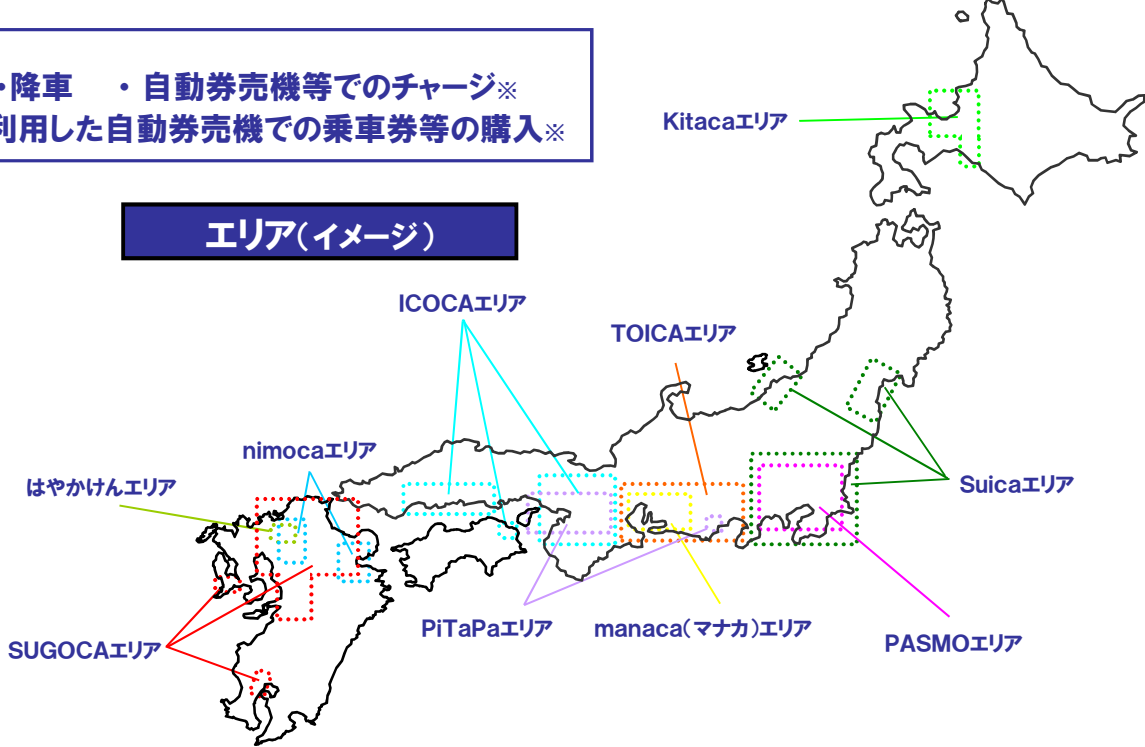 ・降車　・自動券売機等でのチャージ※
利用した自動券売機での乗車券等の購入※
エリア(イメージ)
Kitacaエリア
ICOCAエリア
TOICAエリア
nimocaエリア
はやかけんエリア
Suicaエリア
SUGOCAエリア
PiTaPaエリア
manaca(マナカ)エリア
PASMOエリア